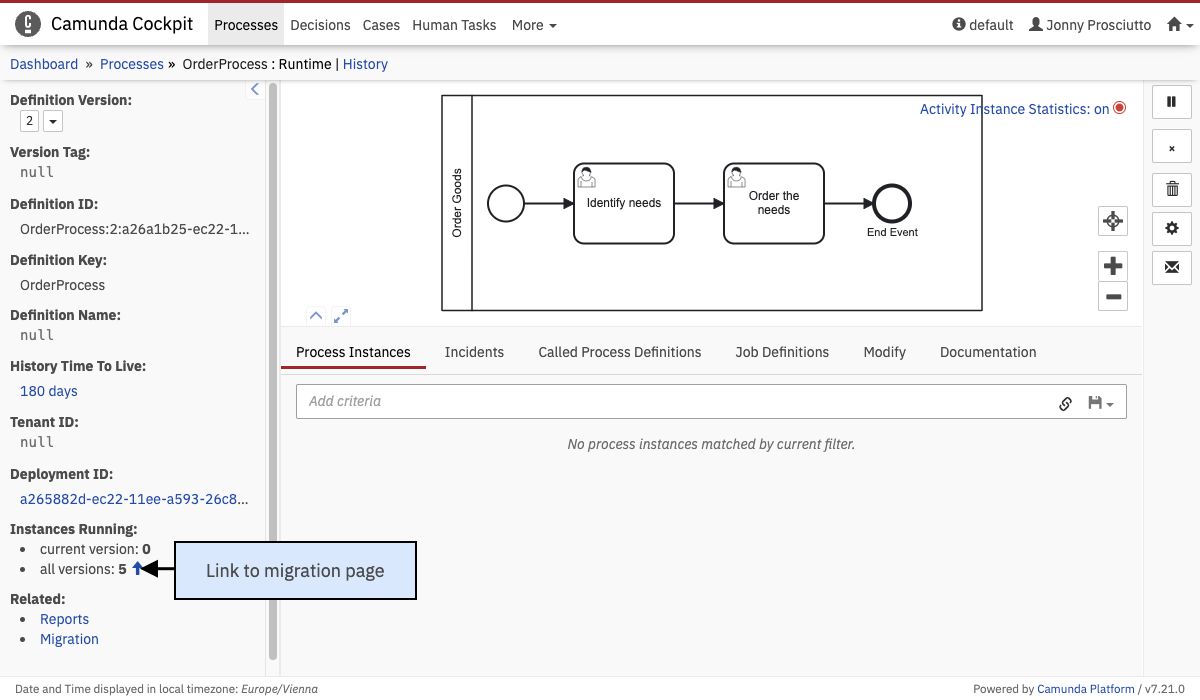 Camunda Cockpit Processes Decisions Cases Human Tasks More default Jonny Prosciutto
Dashboard » Processes » OrderProcess : Runtime | History
Definition Version:
2
Version Tag:
null
Definition ID:
OrderProcess:2:a26a1b25-ec22-1...
Definition Key:
OrderProcess
Definition Name:
null
History Time To Live:
180 days
Tenant ID:
null
Deployment ID:
a265882d-ec22-11ee-a593-26c8...
Instances Running:
current version: 0
all versions: 5
Link to migration page
Related:
Reports
Migration
Activity Instance Statistics: on
Order Goods
Identify needs
Order the
needs
End Event
Process Instances Incidents Called Process Definitions Job Definitions Modify Documentation
Add criteria
No process instances matched by current filter.
Date and Time displayed in local timezone: Europe/Vienna
Powered by Camunda Platform / v7.21.0